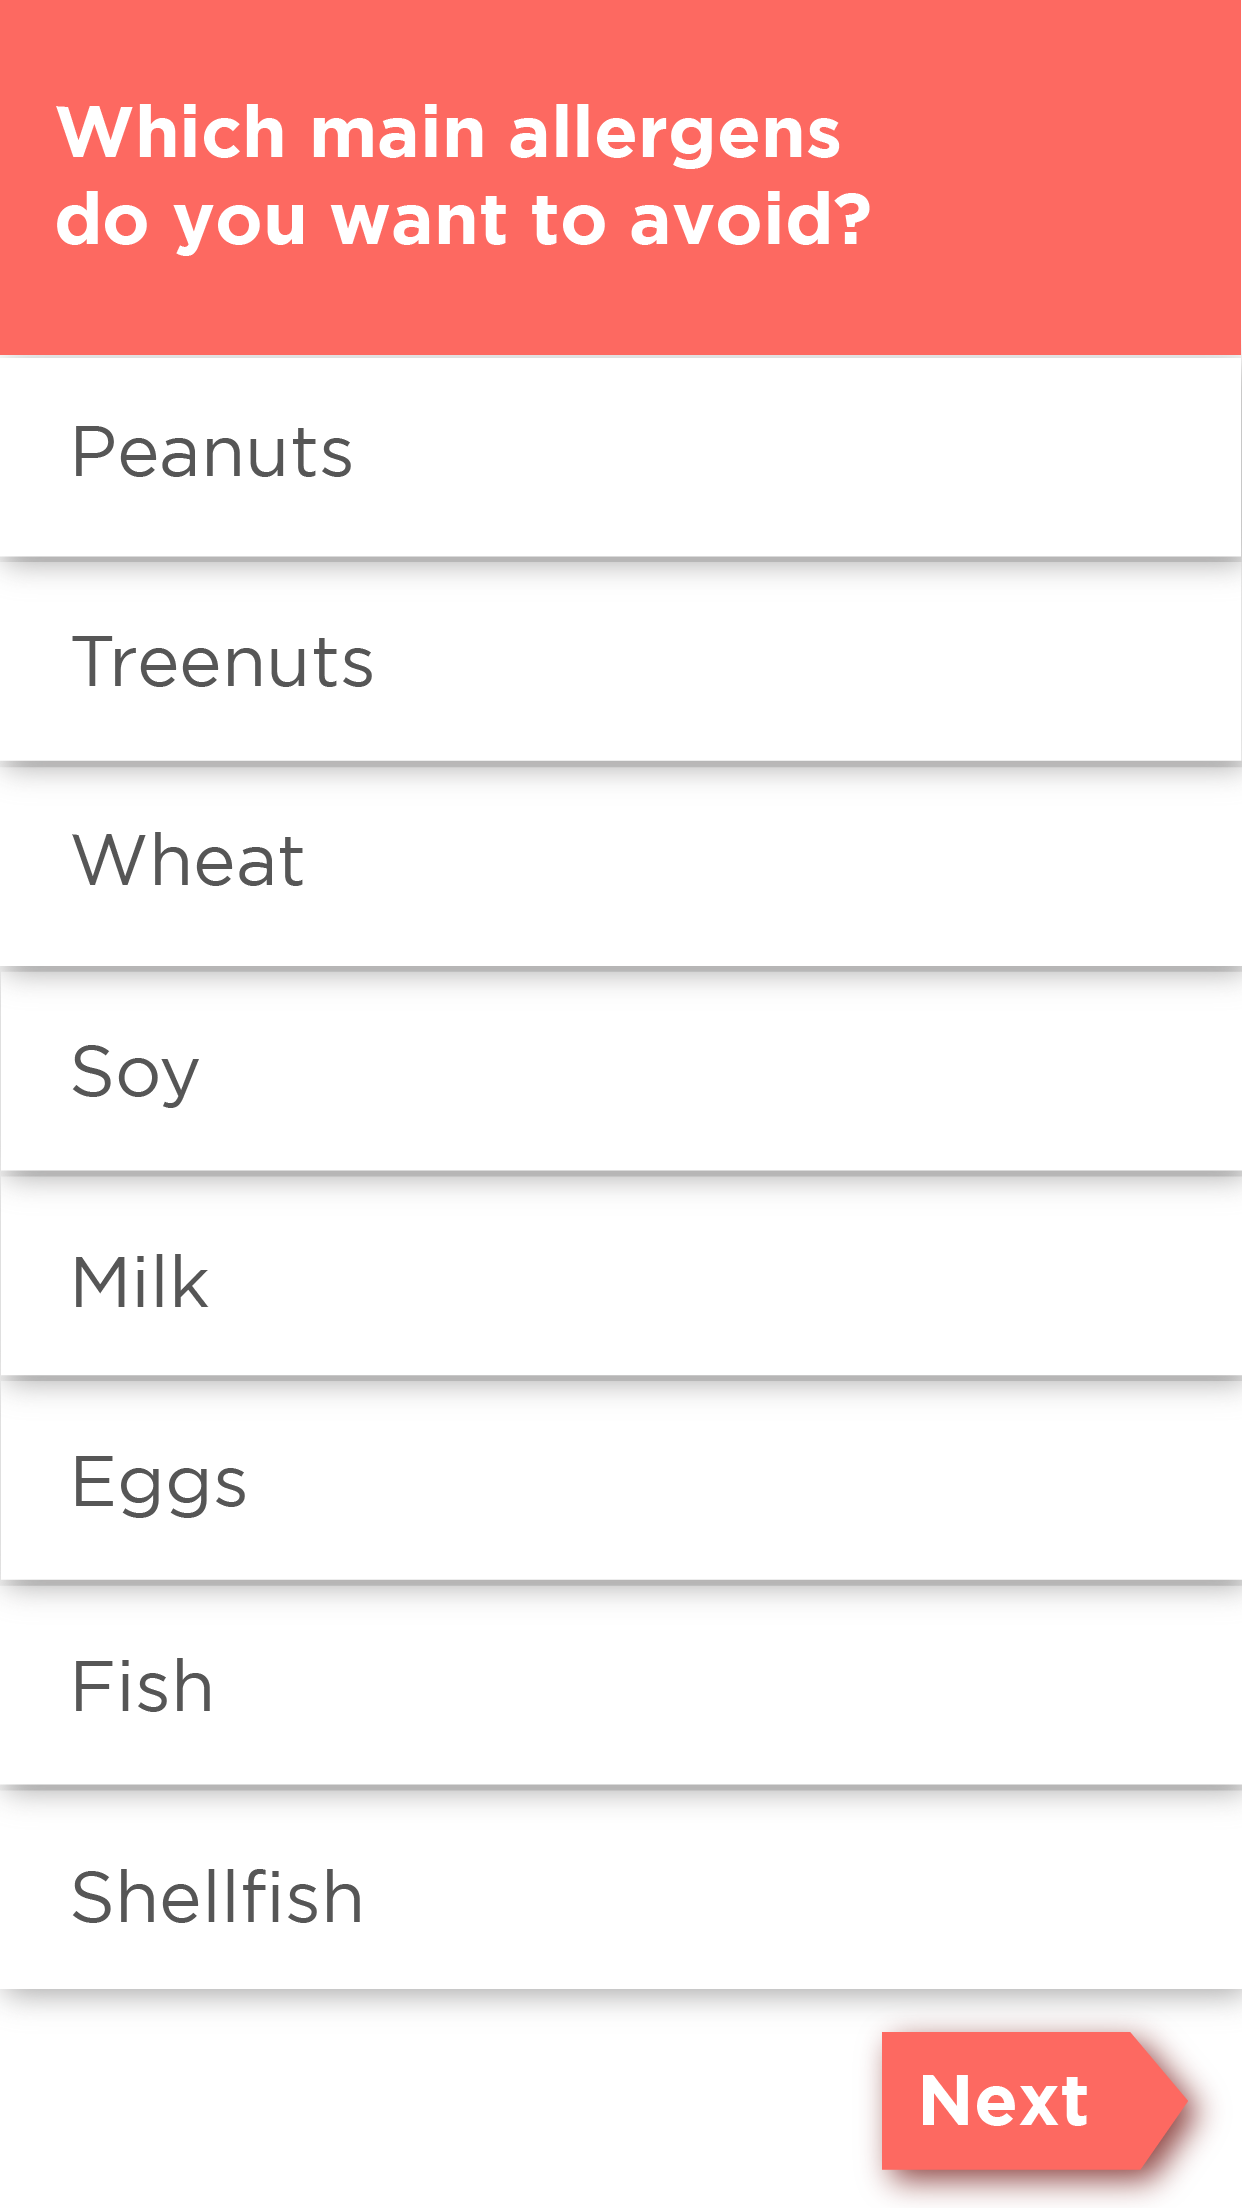 Which main allergens
do you want to avoid?
Peanuts
Treenuts
Wheat
Soy
Milk
Eggs
Fish
Shellfish
Next